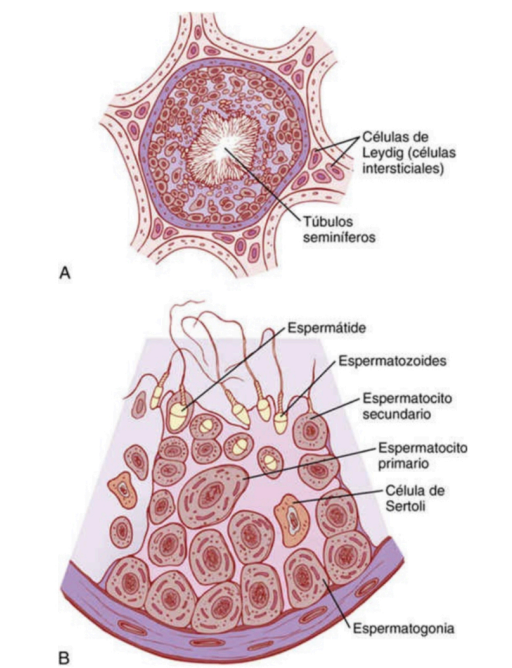 Células de
Leydig (células
intersticiales)
Túbulos
seminíferos
A
Espermátide
Espermatozoides
Espermatocito
secundario
Espermatocito
primario
Célula de
Sertoli
Espermatogonia
B